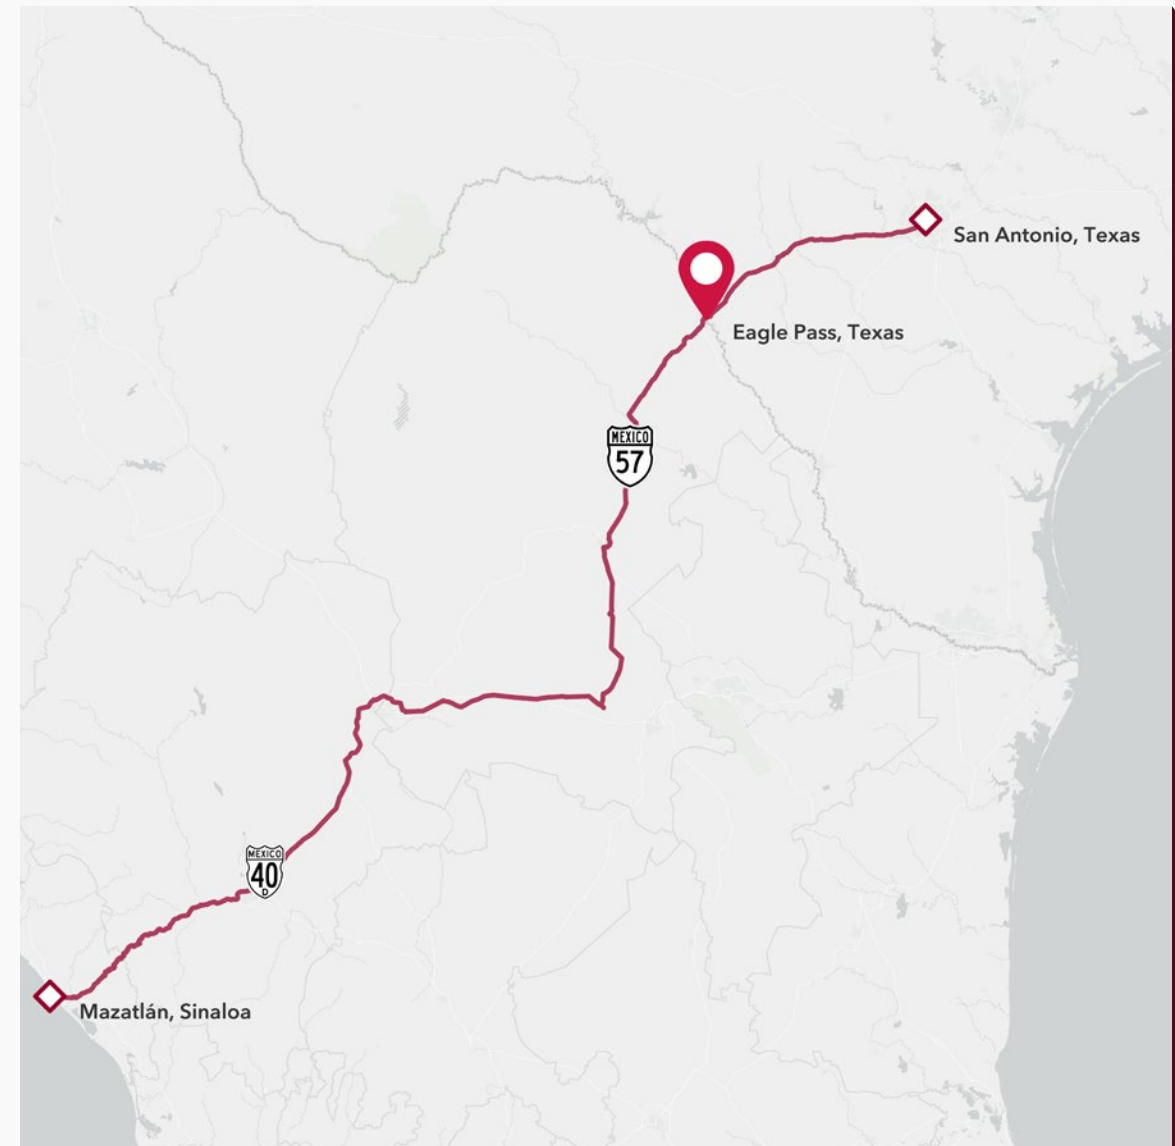 San Antonio, Texas
Eagle Pass, Texas
MEXICO
57
MEXICO
40
D
Mazatlán, Sinaloa